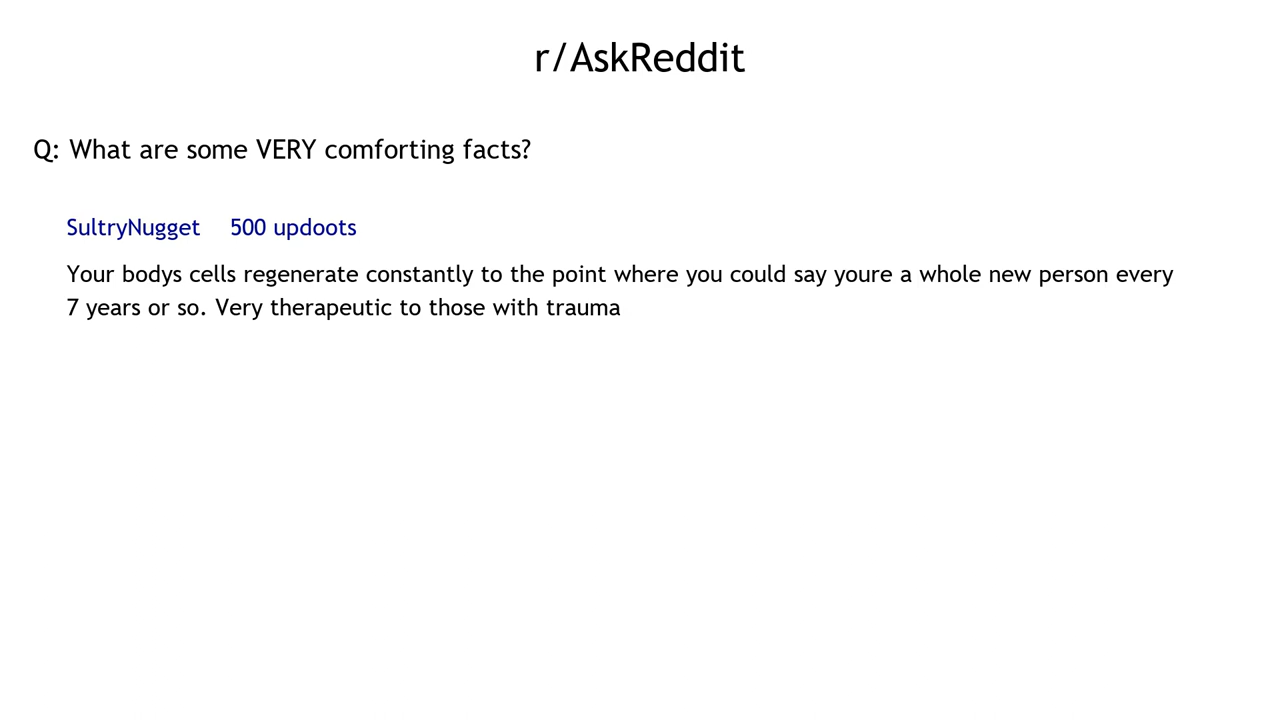 r/AskReddit
Q: What are some VERY comforting facts?
SultryNugget 500 updoots
Your bodys cells regenerate constantly to the point where you could say youre a whole new person every
7 years or so. Very therapeutic to those with trauma